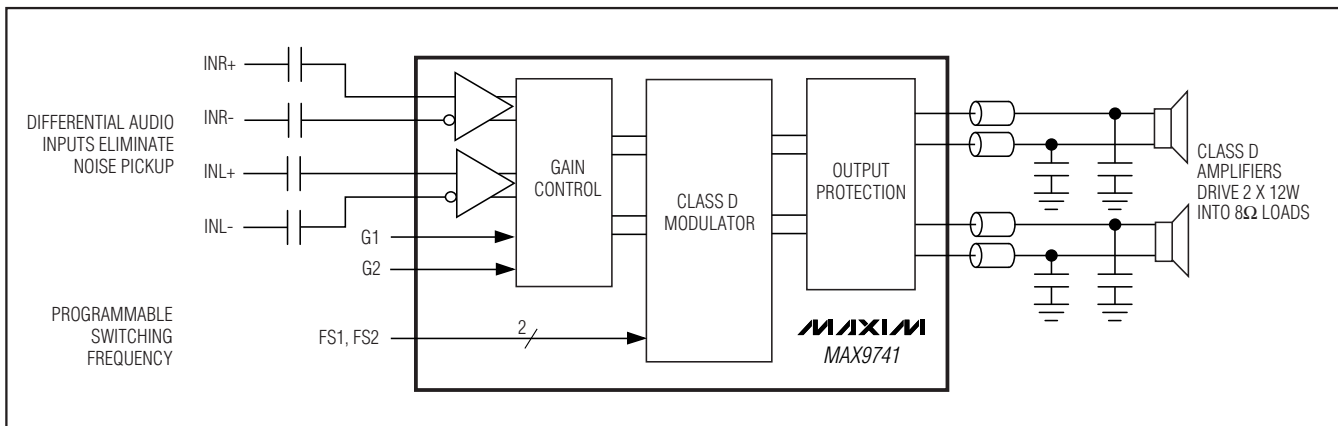 INR+
INR-
INL+
INL-
DIFFERENTIAL AUDIO
INPUTS ELIMINATE
NOISE PICKUP
G1
G2
PROGRAMMABLE
SWITCHING
FREQUENCY
FS1, FS2
2
GAIN
CONTROL
CLASS D
MODULATOR
OUTPUT
PROTECTION
MAXIM
MAX9741
CLASS D
AMPLIFIERS
DRIVE 2 X 12W
INTO 8Ω LOADS